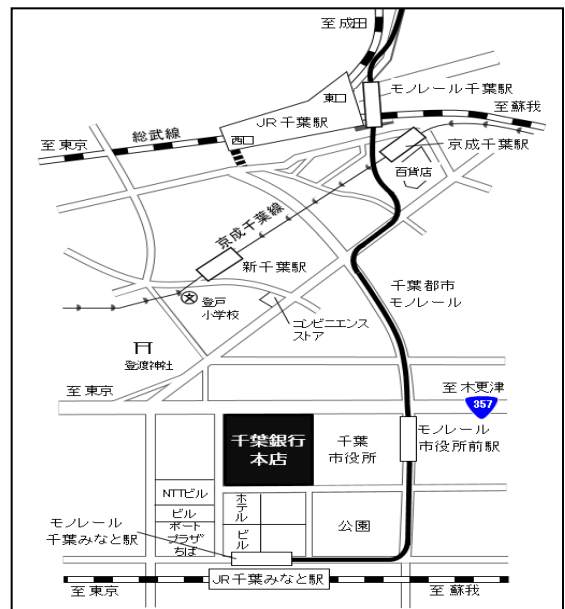 至 成田
モノレール千葉駅
東口
至 蘇我
JR 千葉駅
総武線
西口
至 東京
京成千葉駅
百貨店
京成千葉線
新千葉駅
千葉都市
モノレール
登戸
小学校
コンビニエンス
ストア
登渡神社
至 東京
至 木更津
357
千葉銀行
本店
千葉
市役所
モノレール
市役所前駅
NTTビル
ビル
ポート
プラザ
ちば
ホテル
ビル
公園
モノレール
千葉みなと駅
JR千葉みなと駅
至 東京
至 蘇我